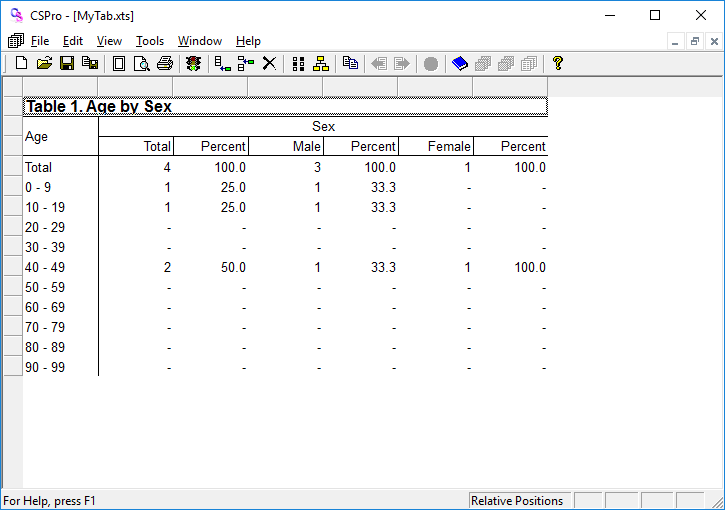 CSPro - [MyTab.xts]
File Edit View Tools Window Help
Table 1. Age by Sex
Age Sex
Total Percent Male Percent Female Percent
Total 4 100.0 3 100.0 1 100.0
0 - 9 1 25.0 1 33.3 - -
10 - 19 1 25.0 1 33.3 - -
20 - 29 - - - - - -
30 - 39 - - - - - -
40 - 49 2 50.0 1 33.3 1 100.0
50 - 59 - - - - - -
60 - 69 - - - - - -
70 - 79 - - - - - -
80 - 89 - - - - - -
90 - 99 - - - - - -
For Help, press F1 Relative Positions